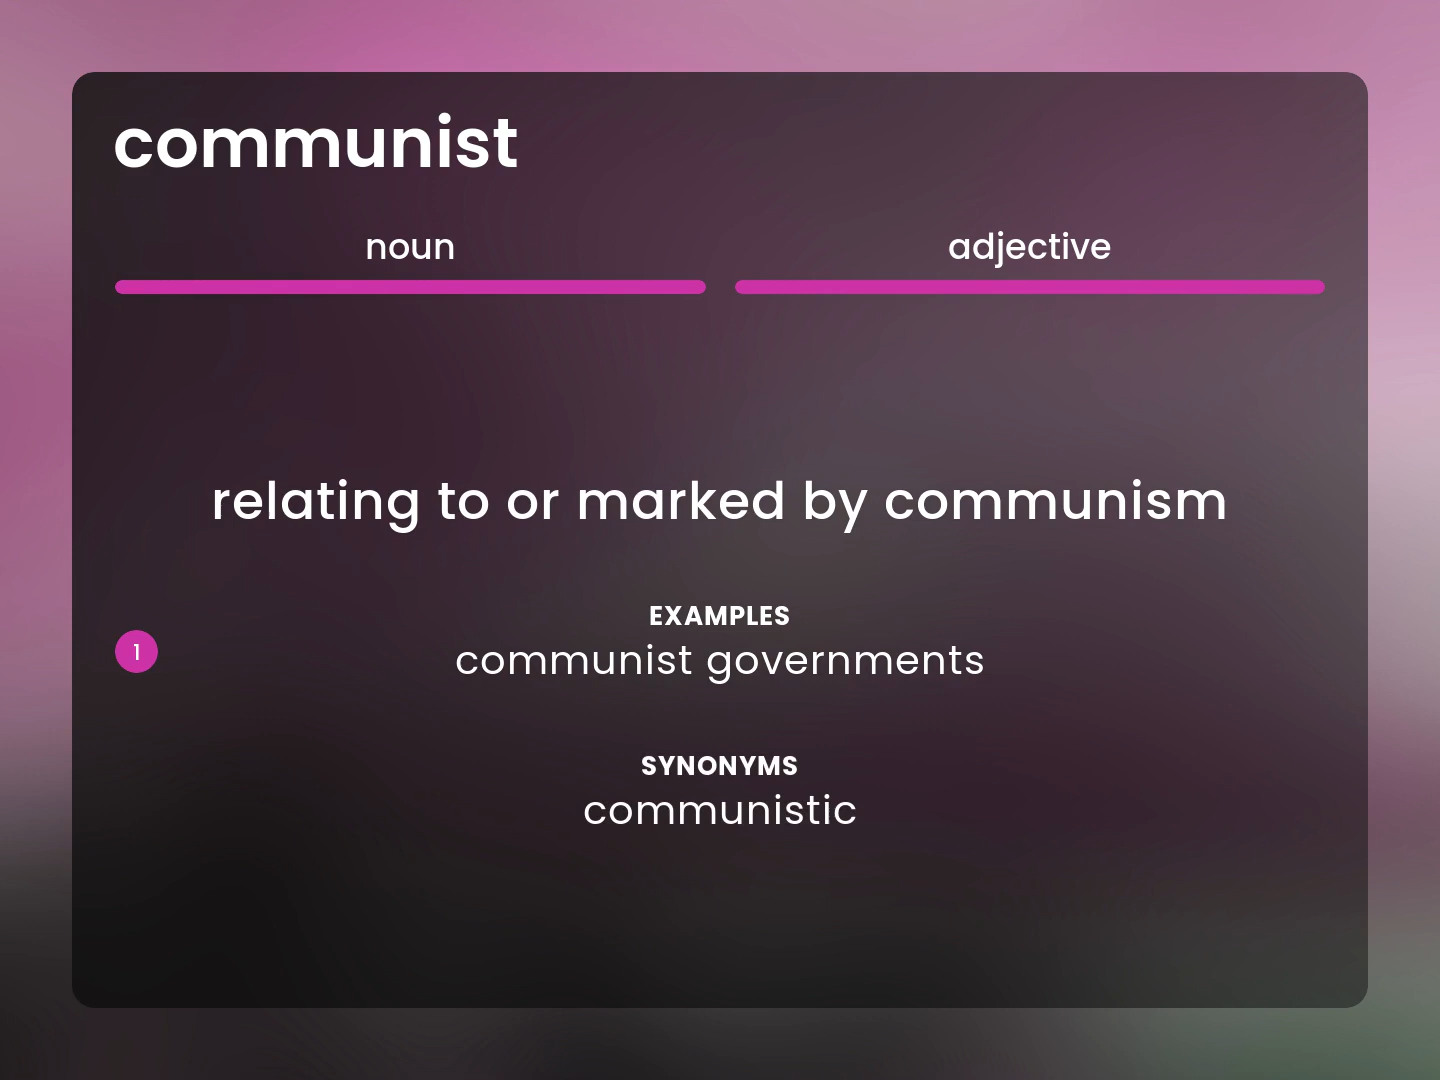 communist
noun
adjective
relating to or marked by communism
EXAMPLES
1
communist governments
SYNONYMS
communistic